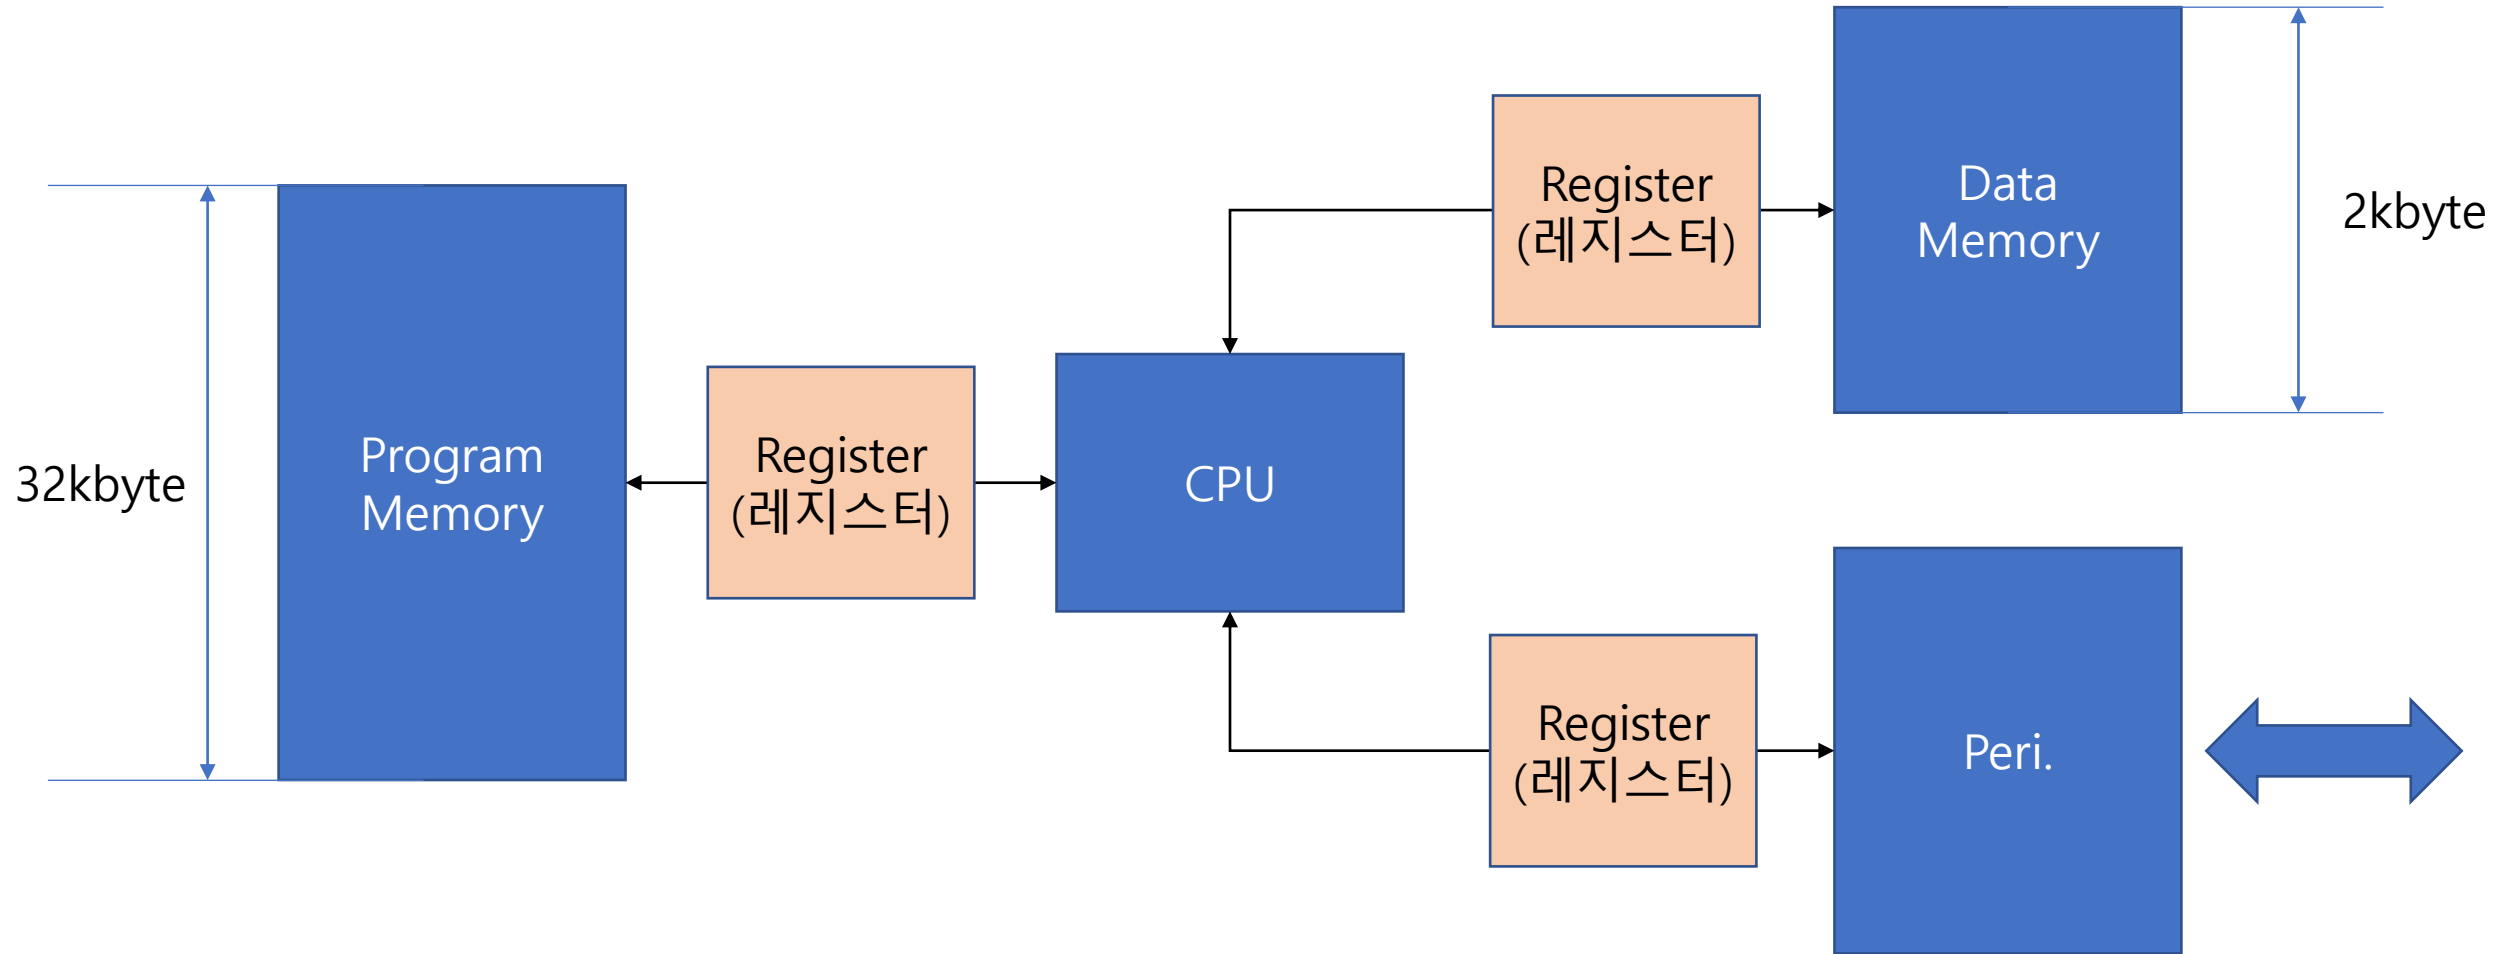 32kbyte
Program
Memory
Register
(레지스터)
CPU
Register
(레지스터)
Data
Memory
2kbyte
Register
(레지스터)
Peri.